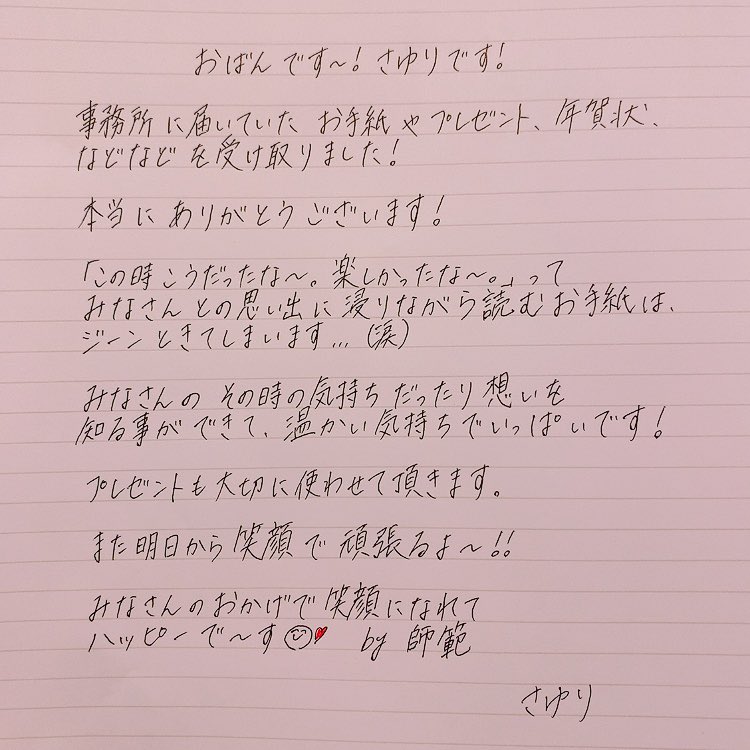 おばんです〜！さゆりです！
事務所に届いていたお手紙やプレゼント、年賀状、
などなどを受け取りました！
本当にありがとうございます！
「この時こうだったな〜。楽しかったな〜。」って
みなさんとの思い出に浸りながら読むお手紙は、
ジーンときてしまいます...（涙）
みなさんのその時の気持ちだったり想いを
知る事ができて、温かい気持ちでいっぱいです！
プレゼントも大切に使わせて頂きます。
また明日から笑顔で頑張るよ〜！！
みなさんのおかげで笑顔になれて
ハッピーで〜す by 師範
さゆり